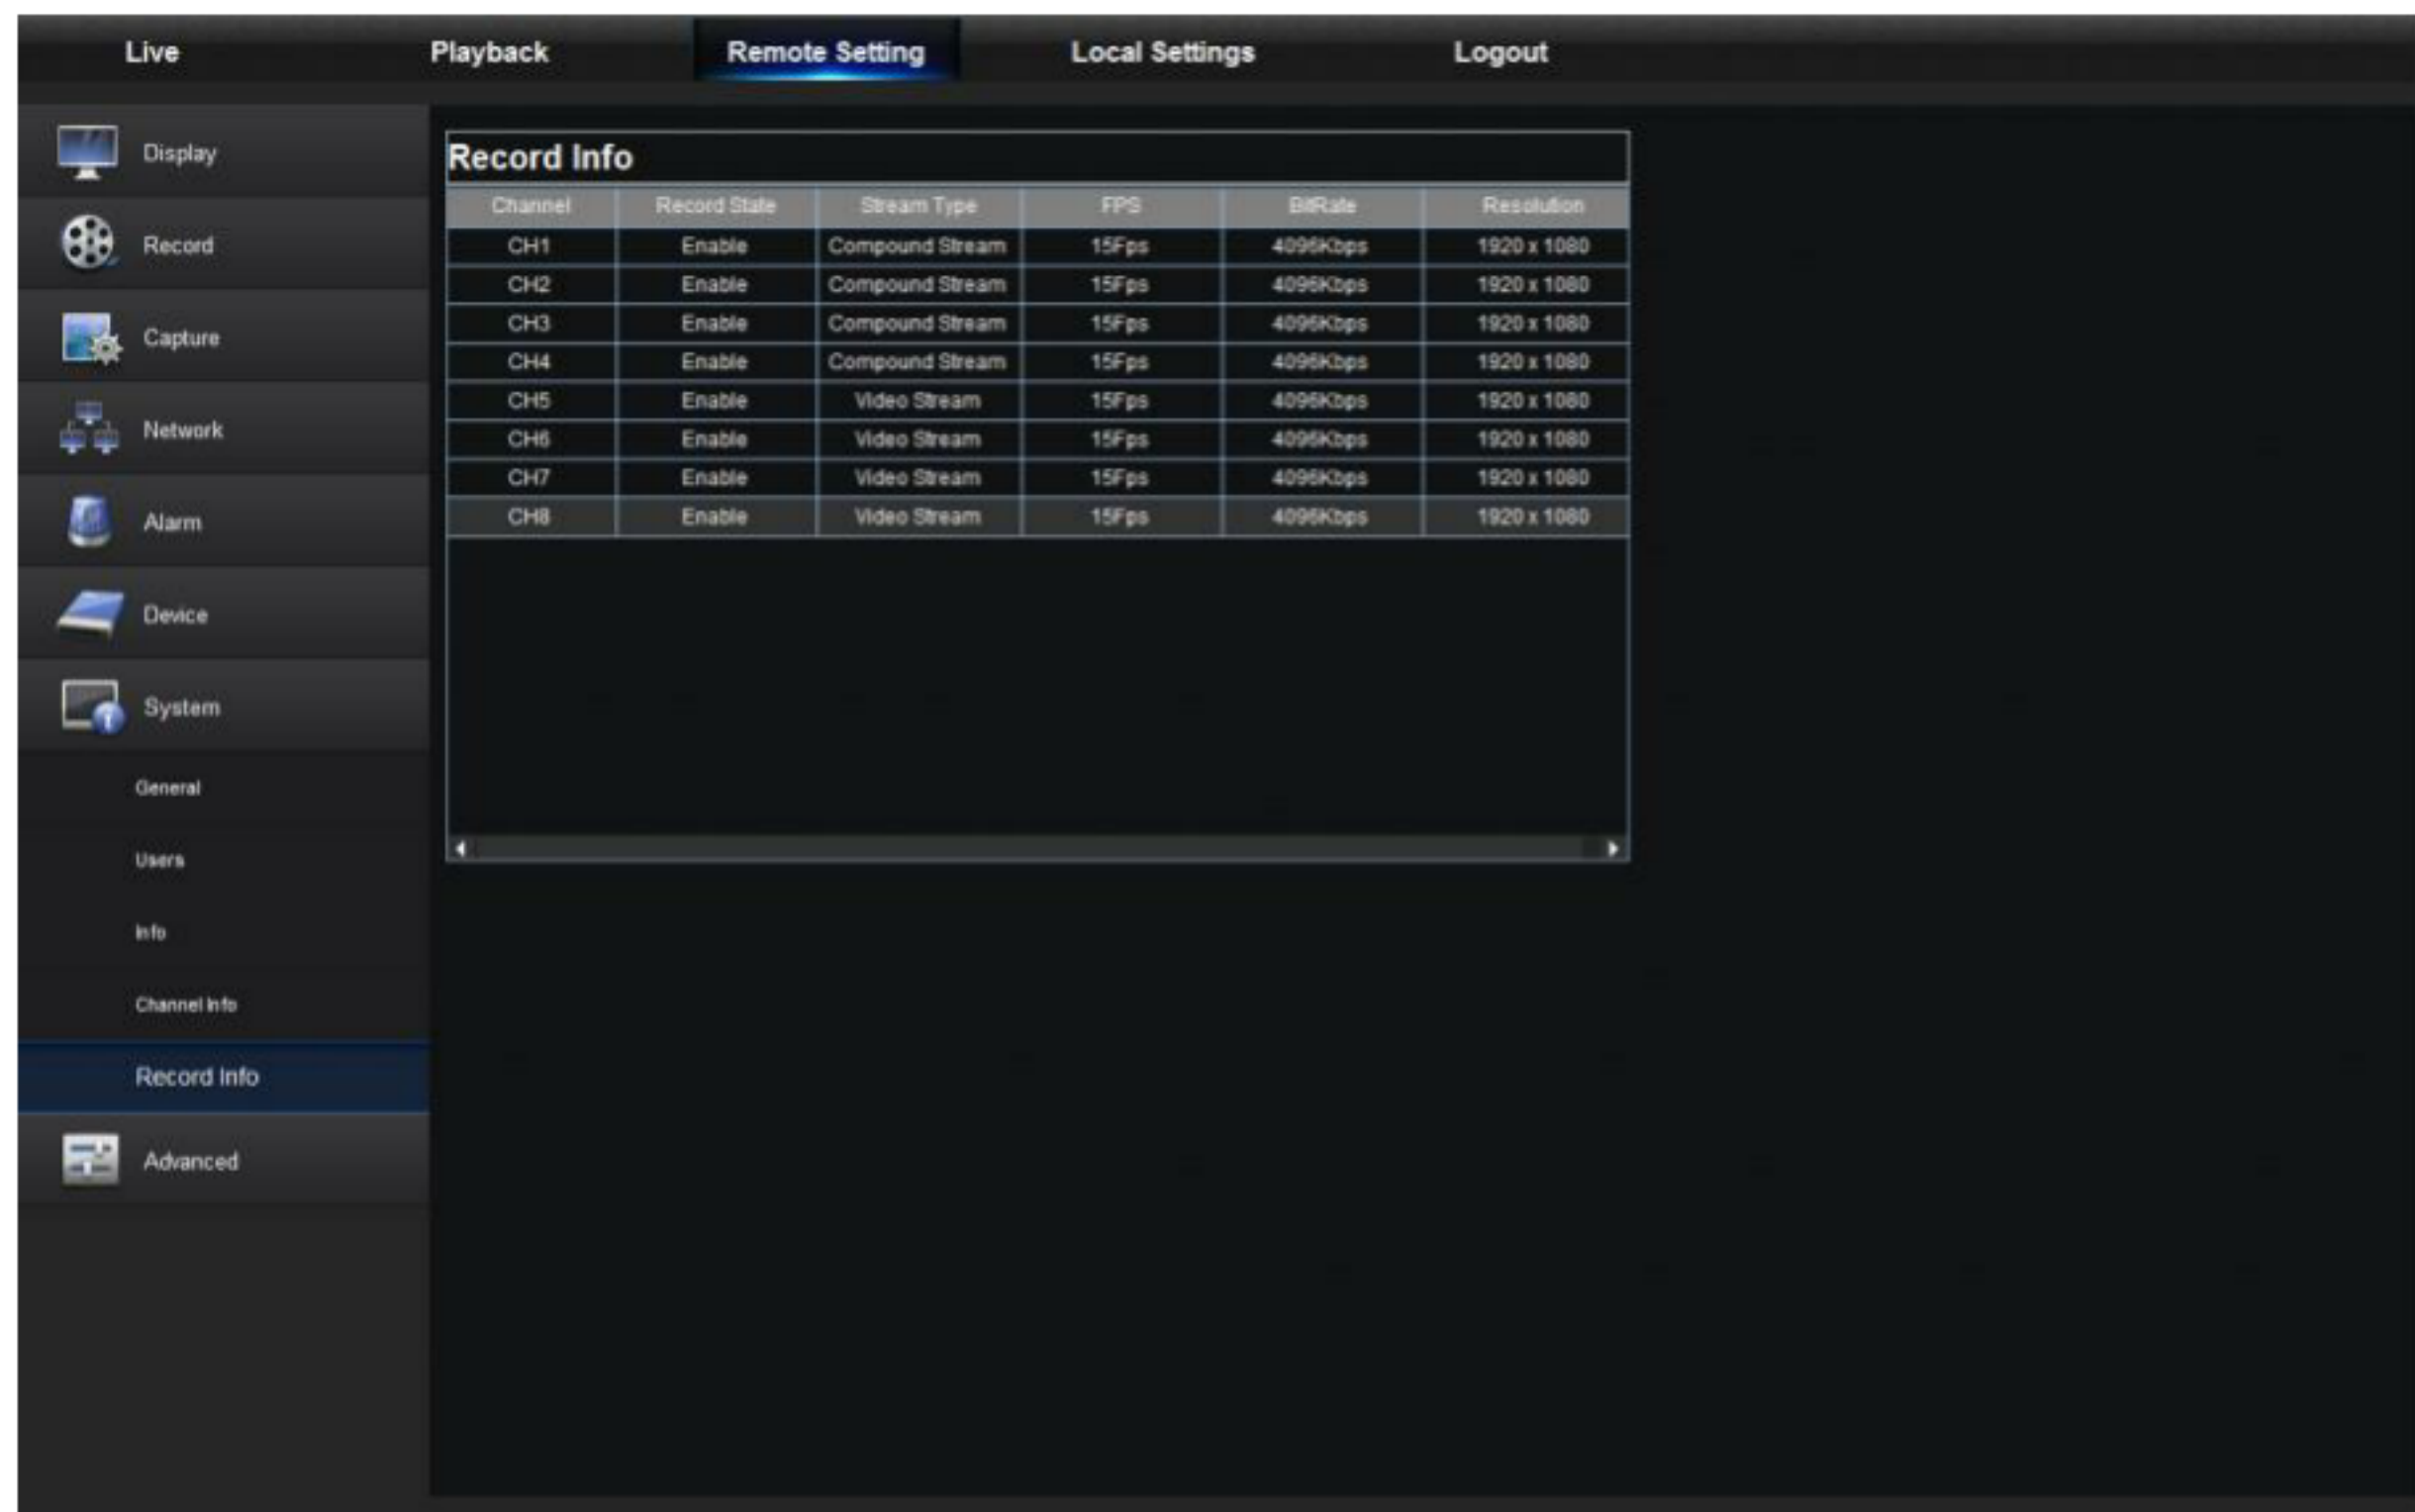 Live Playback Remote Setting Local Settings Logout
Display
Record
Capture
Network
Alarm
Device
System
General
Users
Info
Channel Info
Record Info
Advanced
Record Info
Channel Record State Stream Type FPS BitRate Resolution
CH1 Enable Compound Stream 15Fps 4096Kbps 1920 x 1080
CH2 Enable Compound Stream 15Fps 4096Kbps 1920 x 1080
CH3 Enable Compound Stream 15Fps 4096Kbps 1920 x 1080
CH4 Enable Compound Stream 15Fps 4096Kbps 1920 x 1080
CH5 Enable Video Stream 15Fps 4096Kbps 1920 x 1080
CH6 Enable Video Stream 15Fps 4096Kbps 1920 x 1080
CH7 Enable Video Stream 15Fps 4096Kbps 1920 x 1080
CH8 Enable Video Stream 15Fps 4096Kbps 1920 x 1080